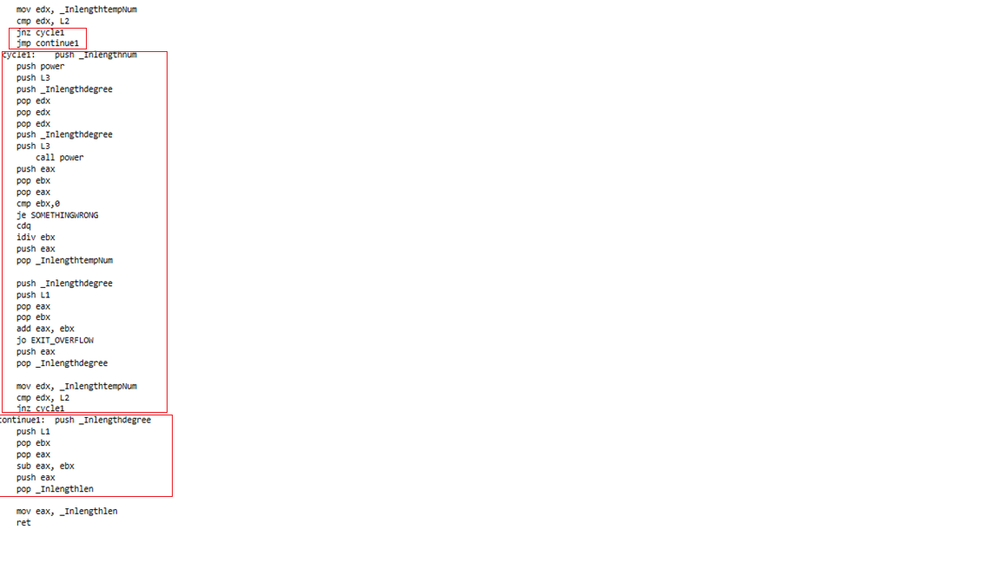 mov edx, _InlengthtempNum
cmp edx, L2
jnz cycle1
jmp continue1
cycle1: push _Inlengthnum
push power
push L3
push _Inlengthdegree
pop edx
pop edx
pop edx
push _Inlengthdegree
push L3
call power
push eax
pop ebx
pop eax
cmp ebx,0
je SOMETHINGWRONG
cdq
idiv ebx
push eax
pop _InlengthtempNum
push _Inlengthdegree
push L1
pop eax
pop ebx
add eax, ebx
jo EXIT_OVERFLOW
push eax
pop _Inlengthdegree
mov edx, _InlengthtempNum
cmp edx, L2
jnz cycle1
continue1: push _Inlengthdegree
push L1
pop ebx
pop eax
sub eax, ebx
push eax
pop _Inlengthlen
mov eax, _Inlengthlen
ret